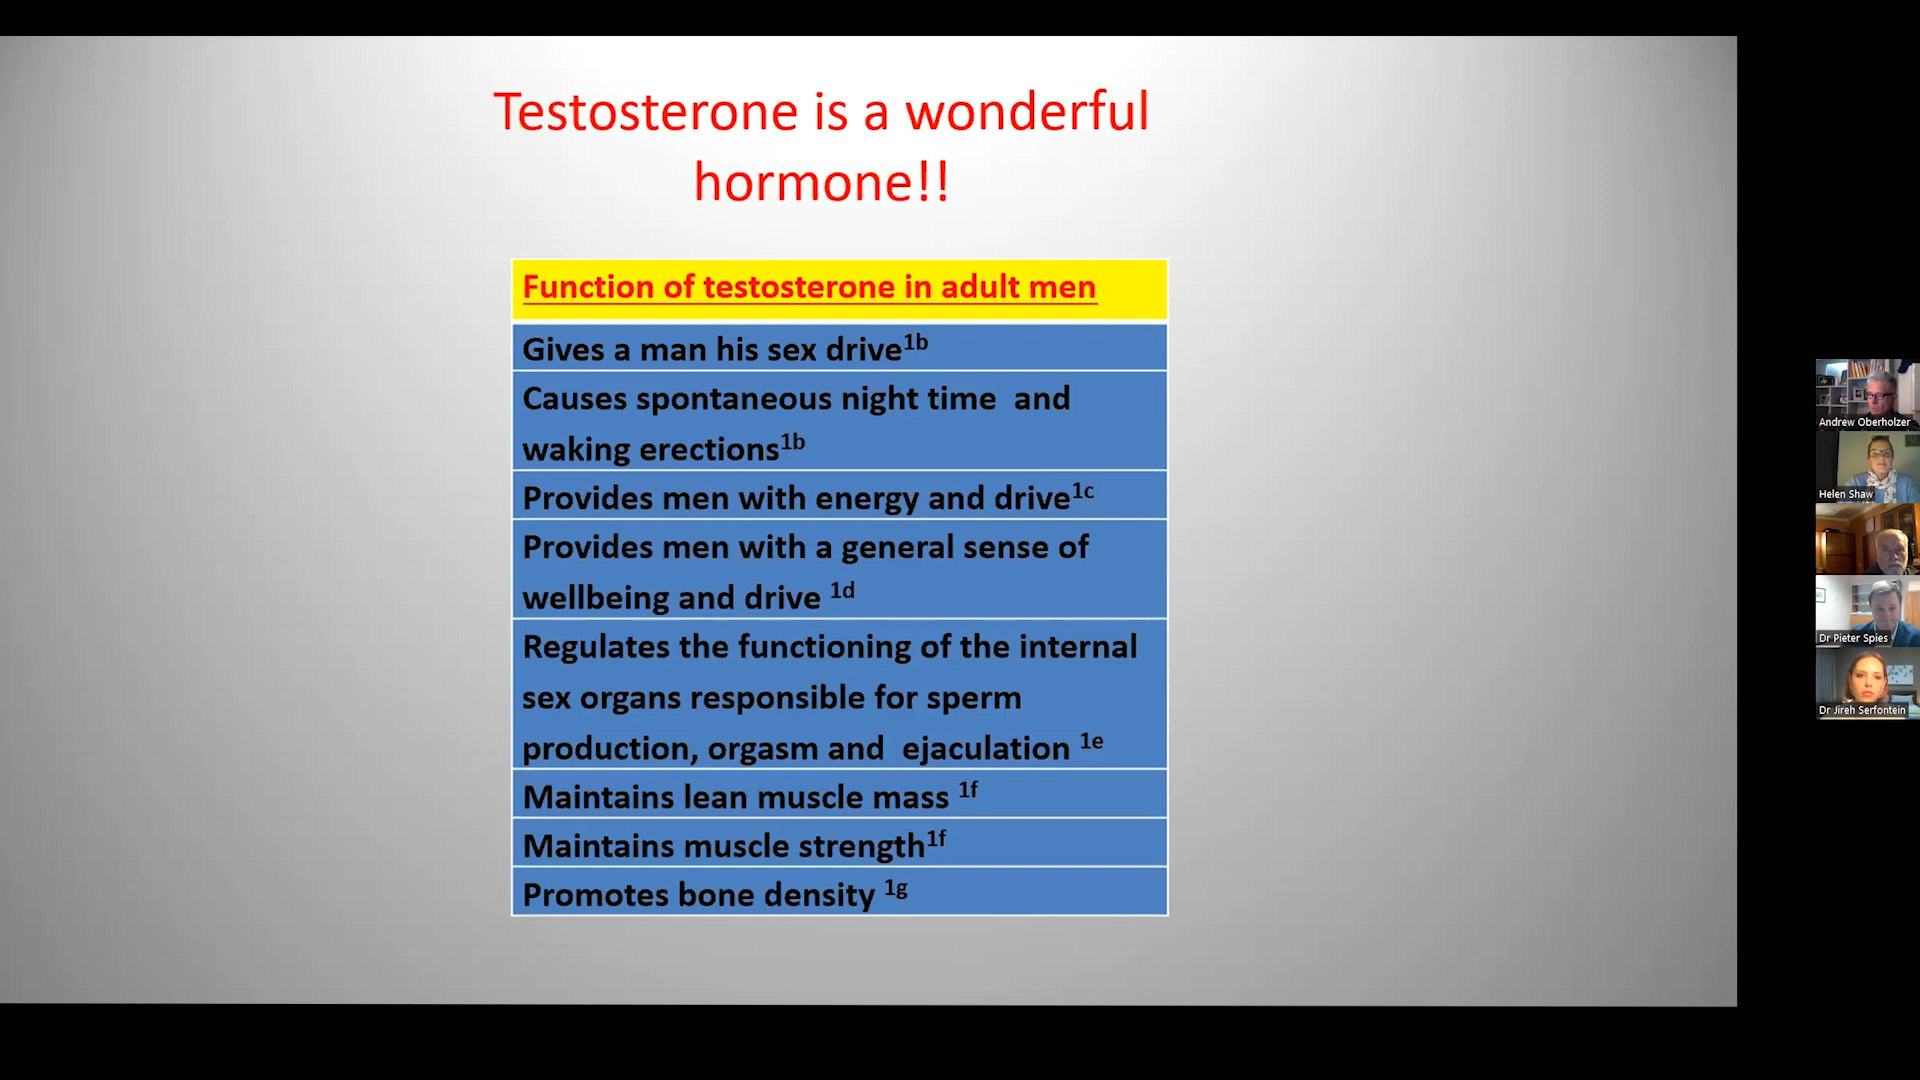 Testosterone is a wonderful
hormone!!
Function of testosterone in adult men
Gives a man his sex drive1b
Causes spontaneous night time  and
waking erections1b
Provides men with energy and drive1c
Provides men with a general sense of
wellbeing and drive 1d
Regulates the functioning of the internal
sex organs responsible for sperm
production, orgasm and  ejaculation 1e
Maintains lean muscle mass 1f
Maintains muscle strength1f
Promotes bone density 1g
Andrew Oberholzer
Helen Shaw
Dr Pieter Spies
Dr Jireh Serfontein